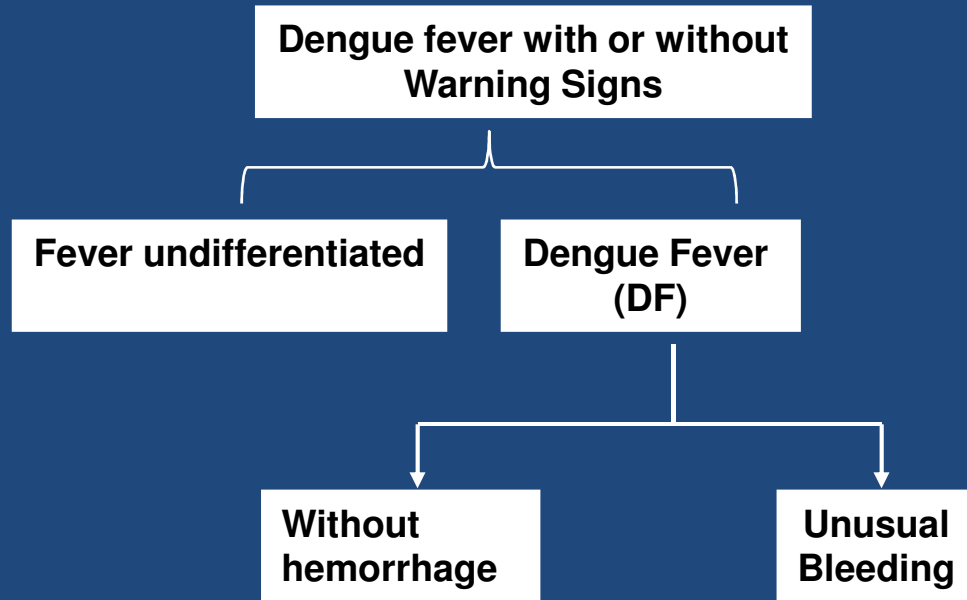 Dengue fever with or without
Warning Signs
Fever undifferentiated
Dengue Fever
(DF)
Without
hemorrhage
Unusual
Bleeding